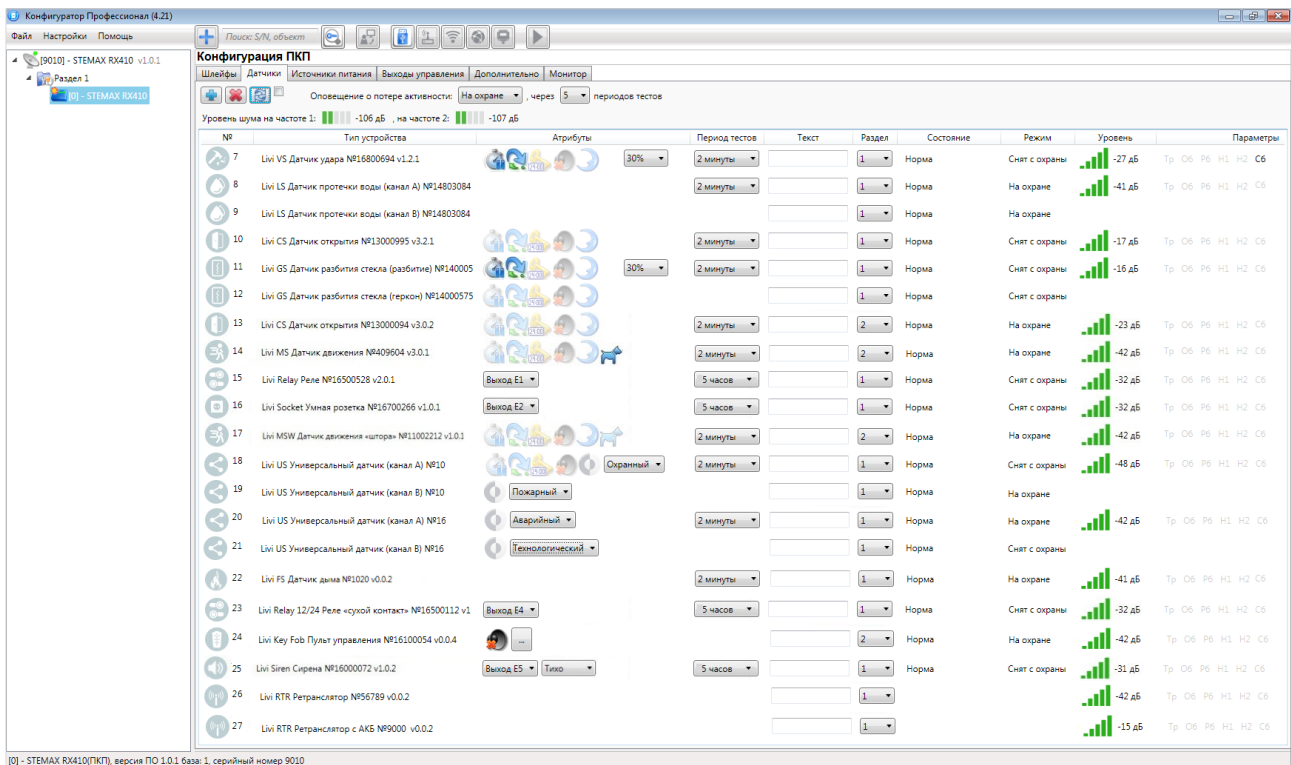 Конфигуратор Профессионал (4.21)
Файл Настройки Помощь Поиск: S/N, объект
[9010] - STEMAX RX410 v1.0.1
Раздел 1
[0] - STEMAX RX410
Конфигурация ПКП
Шлейфы Датчики Источники питания Выходы управления Дополнительно Монитор
Оповещение о потере активности: На охране , через 5 периодов тестов
Уровень шума на частоте 1: -106 дБ , на частоте 2: -107 дБ
№ Тип устройства Атрибуты Период тестов Текст Раздел Состояние Режим Уровень Параметры
7 Livi VS Датчик удара №16800694 v1.2.1 30% 2 минуты 1 Норма Снят с охраны -27 дБ Тр Об Рб Н1 Н2 Сб
8 Livi LS Датчик протечки воды (канал A) №14803084 2 минуты 1 Норма На охране -41 дБ Тр Об Рб Н1 Н2 Сб
9 Livi LS Датчик протечки воды (канал B) №14803084 1 Норма На охране
10 Livi CS Датчик открытия №13000995 v3.2.1 24:00 2 минуты 1 Норма Снят с охраны -17 дБ Тр Об Рб Н1 Н2 Сб
11 Livi GS Датчик разбития стекла (разбитие) №140005 30% 2 минуты 1 Норма Снят с охраны -16 дБ Тр Об Рб Н1 Н2 Сб
12 Livi GS Датчик разбития стекла (геркон) №14000575 24:00 1 Норма Снят с охраны
13 Livi CS Датчик открытия №13000094 v3.0.2 24:00 2 минуты 2 Норма На охране -23 дБ Тр Об Рб Н1 Н2 Сб
14 Livi MS Датчик движения №409604 v3.0.1 24:00 2 минуты 2 Норма На охране -42 дБ Тр Об Рб Н1 Н2 Сб
15 Livi Relay Реле №16500528 v2.0.1 Выход E1 5 часов 1 Норма Снят с охраны -32 дБ Тр Об Рб Н1 Н2 Сб
16 Livi Socket Умная розетка №16700266 v1.0.1 Выход E2 5 часов 1 Норма Снят с охраны -32 дБ Тр Об Рб Н1 Н2 Сб
17 Livi MSW Датчик движения «штора» №11002212 v1.0.1 24:00 2 минуты 2 Норма На охране -42 дБ Тр Об Рб Н1 Н2 Сб
18 Livi US Универсальный датчик (канал A) №10 24:00 Охранный 2 минуты 1 Норма Снят с охраны -48 дБ Тр Об Рб Н1 Н2 Сб
19 Livi US Универсальный датчик (канал B) №10 Пожарный 1 Норма На охране
20 Livi US Универсальный датчик (канал A) №16 Аварийный 2 минуты 1 Норма На охране -42 дБ Тр Об Рб Н1 Н2 Сб
21 Livi US Универсальный датчик (канал B) №16 Технологический 1 Норма Снят с охраны
22 Livi FS Датчик дыма №1020 v0.0.2 2 минуты 1 Норма На охране -41 дБ Тр Об Рб Н1 Н2 Сб
23 Livi Relay 12/24 Реле «сухой контакт» №16500112 v1 Выход E4 5 часов 1 Норма Снят с охраны -32 дБ Тр Об Рб Н1 Н2 Сб
24 Livi Key Fob Пульт управления №16100054 v0.0.4 ... 2 Норма На охране -42 дБ Тр Об Рб Н1 Н2 Сб
25 Livi Siren Сирена №16000072 v1.0.2 Выход E5 Тихо 5 часов 1 Норма Снят с охраны -31 дБ Тр Об Рб Н1 Н2 Сб
26 Livi RTR Ретранслятор №56789 v0.0.2 1 -42 дБ Тр Об Рб Н1 Н2 Сб
27 Livi RTR Ретранслятор с АКБ №9000 v0.0.2 1 -15 дБ Тр Об Рб Н1 Н2 Сб
[0] - STEMAX RX410(ПКП), версия ПО 1.0.1 база: 1, серийный номер 9010